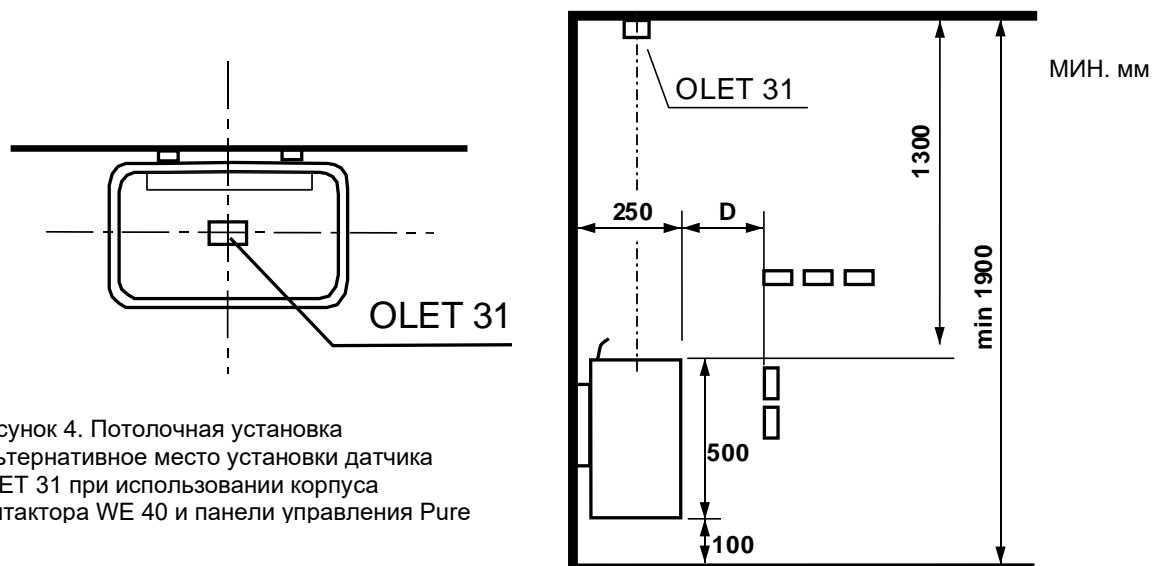 OLET 31
сунок 4. Потолочная установка
ьтернативное место установки датчика
ET 31 при использовании корпуса
нтактора WE 40 и панели управления Pure
OLET 31
МИН. мм
1300
250
D
min 1900
500
100